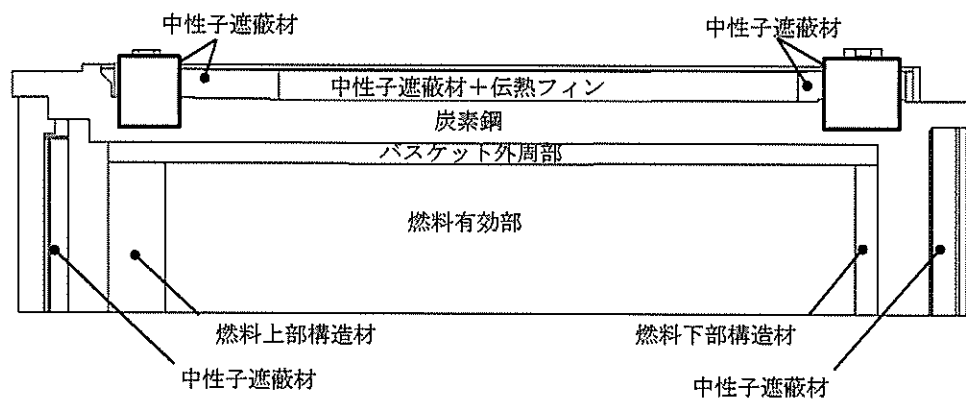 中性子遮蔽材
中性子遮蔽材
中性子遮蔽材+伝熱フィン
炭素鋼
バスケット外周部
燃料有効部
燃料上部構造材
燃料下部構造材
中性子遮蔽材
中性子遮蔽材